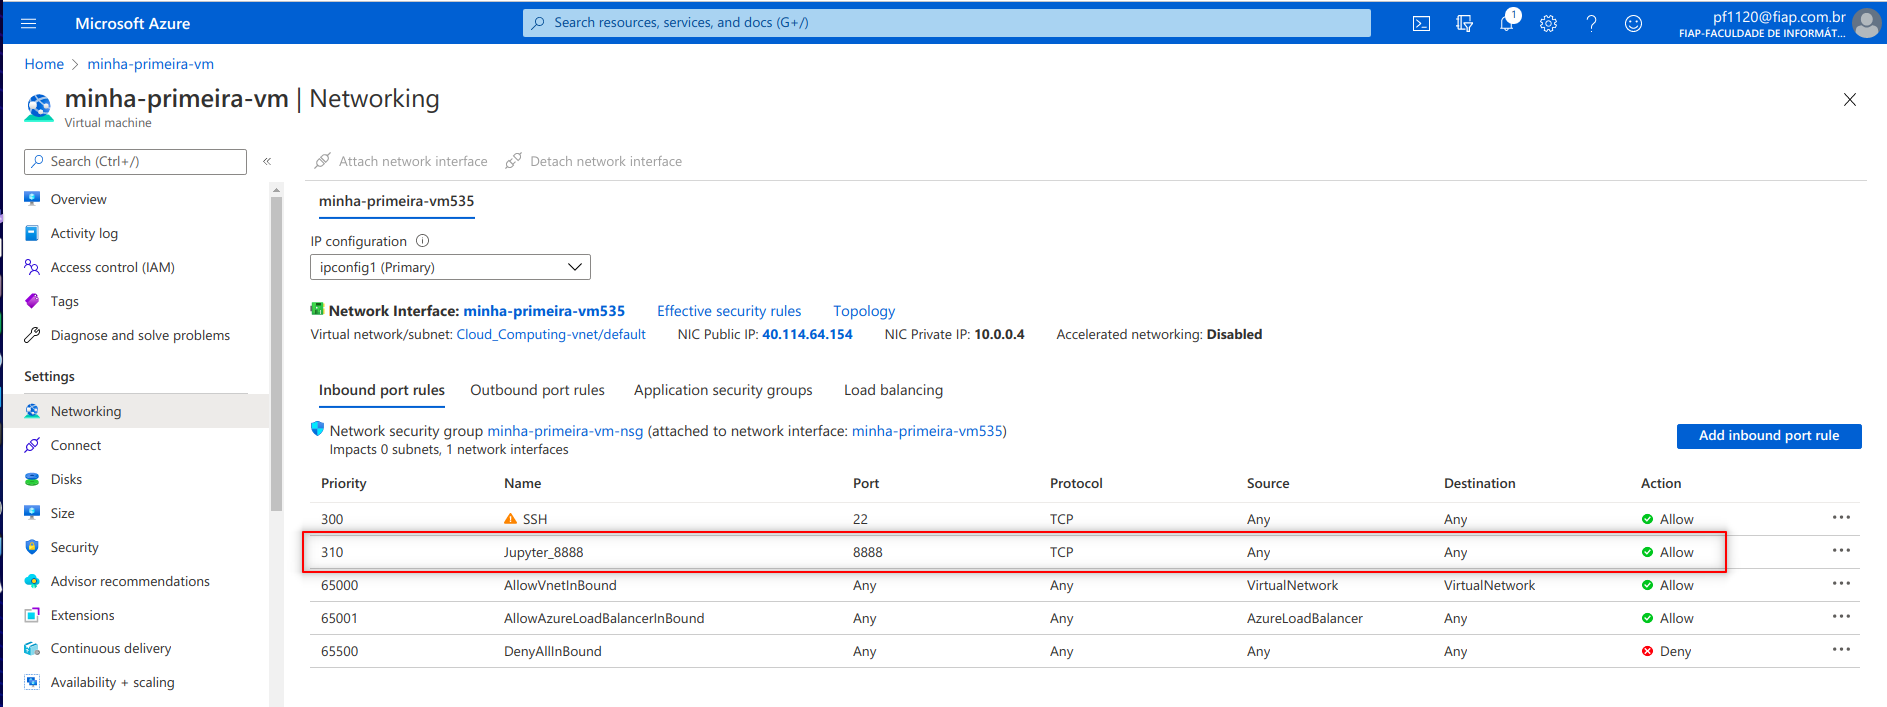 Microsoft Azure
Search resources, services, and docs (G+/)
1
pf1120@fiap.com.br
FIAP-FACULDADE DE INFORMÁT...
Home > minha-primeira-vm
minha-primeira-vm | Networking
Virtual machine
Search (Ctrl+/)
«
Overview
Activity log
Access control (IAM)
Tags
Diagnose and solve problems
Settings
Networking
Connect
Disks
Size
Security
Advisor recommendations
Extensions
Continuous delivery
Availability + scaling
Attach network interface Detach network interface
minha-primeira-vm535
IP configuration
ipconfig1 (Primary)
Network Interface: minha-primeira-vm535 Effective security rules Topology
Virtual network/subnet: Cloud_Computing-vnet/default NIC Public IP: 40.114.64.154 NIC Private IP: 10.0.0.4 Accelerated networking: Disabled
Inbound port rules Outbound port rules Application security groups Load balancing
Network security group minha-primeira-vm-nsg (attached to network interface: minha-primeira-vm535)
Impacts 0 subnets, 1 network interfaces
Add inbound port rule
Priority Name Port Protocol Source Destination Action
300 SSH 22 TCP Any Any Allow ...
310 Jupyter_8888 8888 TCP Any Any Allow ...
65000 AllowVnetInBound Any Any VirtualNetwork VirtualNetwork Allow ...
65001 AllowAzureLoadBalancerInBound Any Any AzureLoadBalancer Any Allow ...
65500 DenyAllInBound Any Any Any Any Deny ...